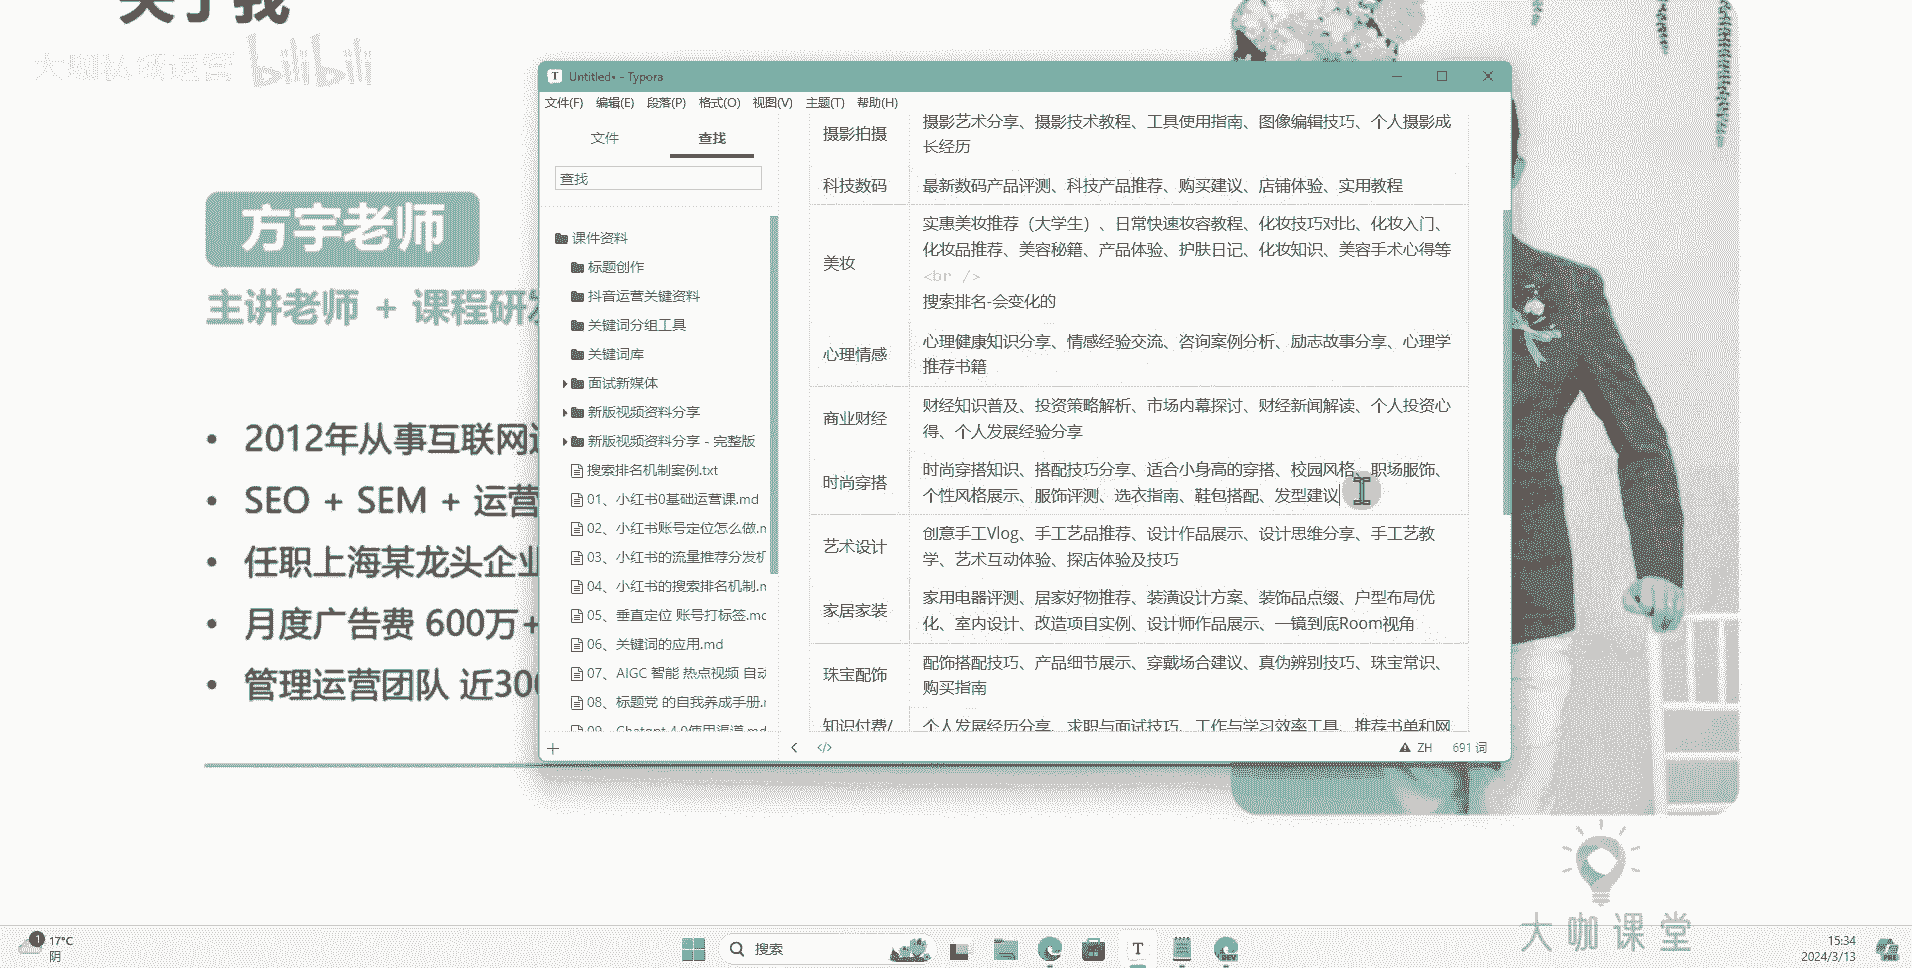 关于我
bilibili
方宇老师
主讲老师 + 课程研发
2012年从事互联网运
SEO + SEM + 运营
任职上海某龙头企业
月度广告费 600万+
管理运营团队 近300
Untitled• - Typora
文件(F) 编辑(E) 段落(P) 格式(O) 视图(V) 主题(T) 帮助(H)
文件 查找
查找
课件资料
标题创作
抖音运营关键资料
关键词分组工具
关键词库
面试新媒体
新版视频资料分享
新版视频资料分享 - 完整版
搜索排名机制案例.txt
01、小红书0基础运营课.md
02、小红书账号定位怎么做.m
03、小红书的流量推荐分发机
04、小红书的搜索排名机制.m
05、垂直定位 账号打标签.mc
06、关键词的应用.md
07、AIGC 智能 热点视频 自动
08、标题党 的自我养成手册.r
09、Chatgpt 4.0使用渠道.md
摄影拍摄
摄影艺术分享、摄影技术教程、工具使用指南、图像编辑技巧、个人摄影成
长经历
科技数码
最新数码产品评测、科技产品推荐、购买建议、店铺体验、实用教程
美妆
实惠美妆推荐（大学生）、日常快速妆容教程、化妆技巧对比、化妆入门、
化妆品推荐、美容秘籍、产品体验、护肤日记、化妆知识、美容手术心得等
<br />
搜索排名-会变化的
心理情感
心理健康知识分享、情感经验交流、咨询案例分析、励志故事分享、心理学
推荐书籍
商业财经
财经知识普及、投资策略解析、市场内幕探讨、财经新闻解读、个人投资心
得、个人发展经验分享
时尚穿搭
时尚穿搭知识、搭配技巧分享、适合小身高的穿搭、校园风格、职场服饰、
个性风格展示、服饰评测、选衣指南、鞋包搭配、发型建议
艺术设计
创意手工Vlog、手工艺品推荐、设计作品展示、设计思维分享、手工艺教
学、艺术互动体验、探店体验及技巧
家居家装
家用电器评测、居家好物推荐、装潢设计方案、装饰品点缀、户型布局优
化、室内设计、改造项目实例、设计师作品展示、一镜到底Room视角
珠宝配饰
配饰搭配技巧、产品细节展示、穿戴场合建议、真伪辨别技巧、珠宝常识、
购买指南
知识付费/
个人发展经历分享、求职与面试技巧、工作与学习效率工具、推荐书单和网
ZH 691 词
大咖课堂
1
17°C
阴
搜索
15:34
2024/3/13